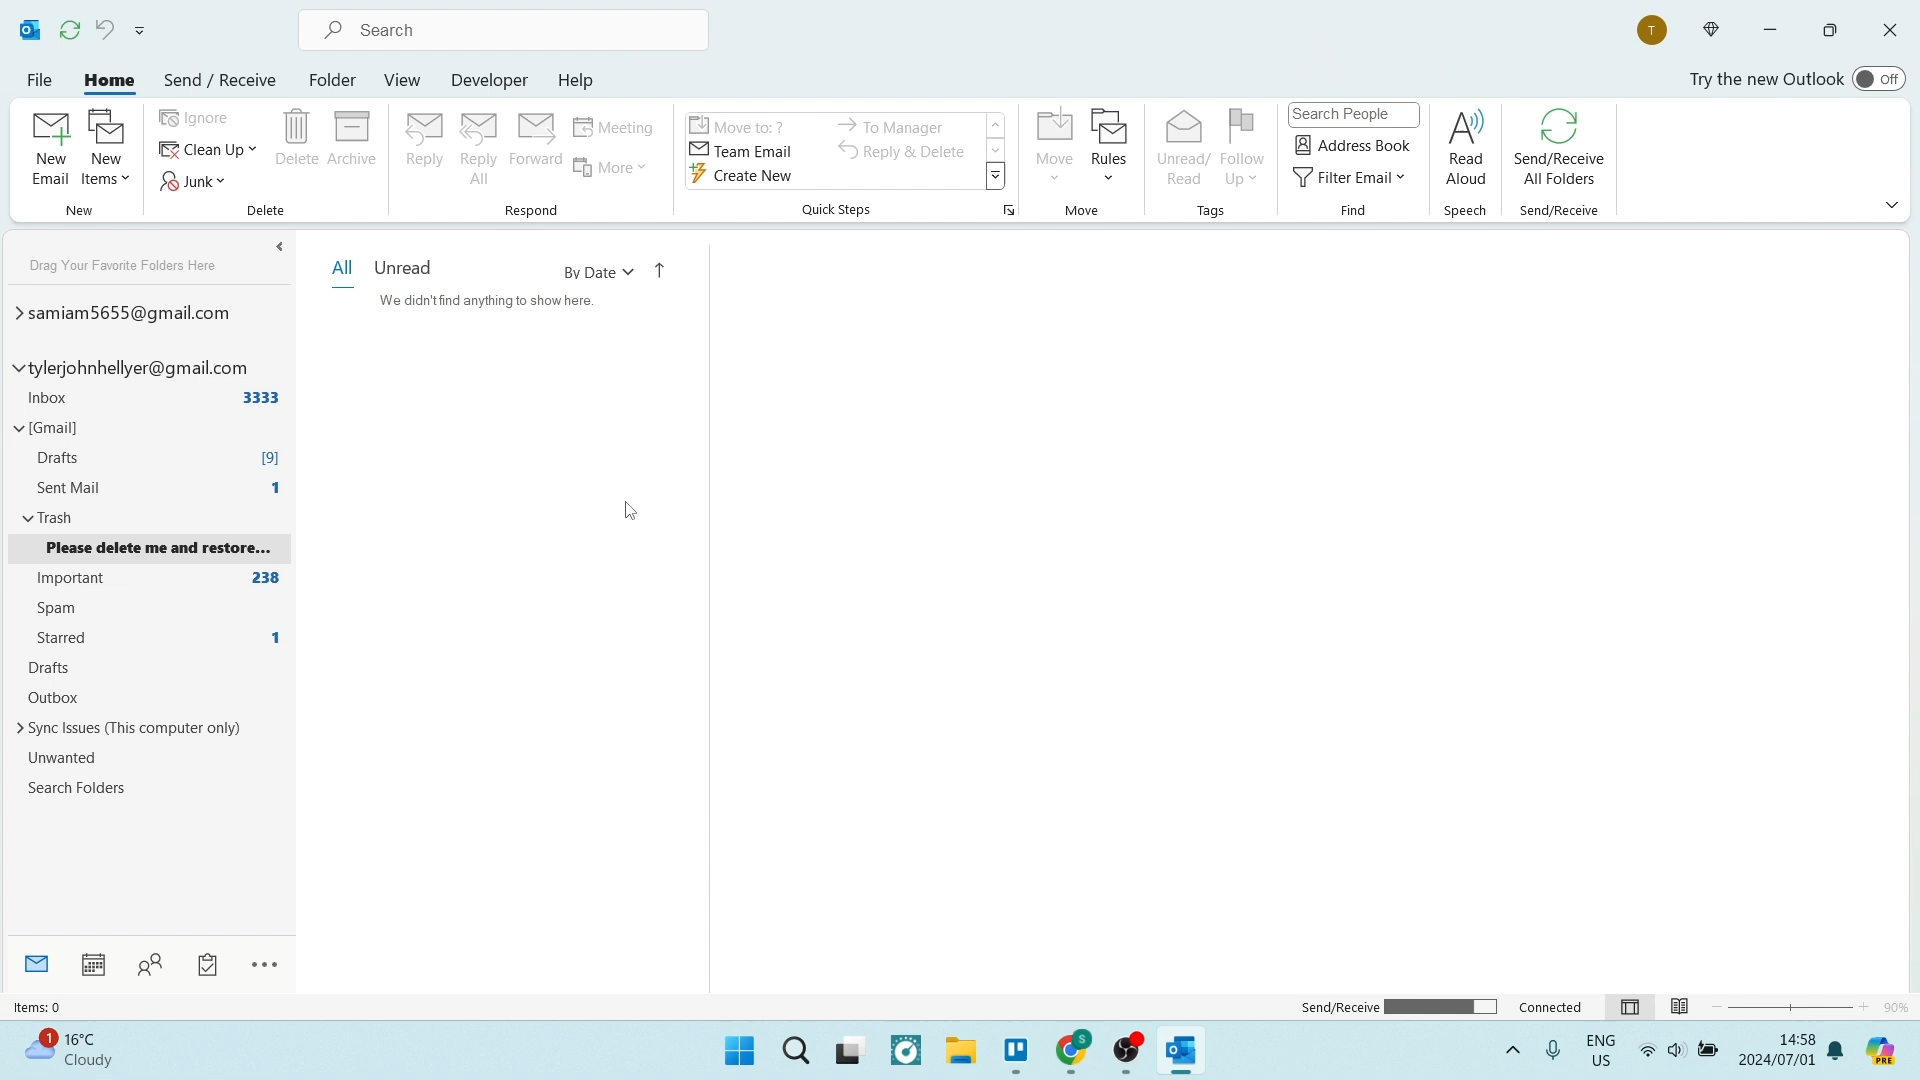 Search
T
File Home Send / Receive Folder View Developer Help
Try the new Outlook Off
New Email
New Items
New
Ignore
Clean Up
Junk
Delete
Archive
Delete
Reply
Reply All
Forward
Meeting
More
Respond
Move to: ?
Team Email
Create New
To Manager
Reply & Delete
Quick Steps
Move
Rules
Move
Unread/ Read
Follow Up
Tags
Search People
Address Book
Filter Email
Find
Read Aloud
Speech
Send/Receive All Folders
Send/Receive
Drag Your Favorite Folders Here
samiam5655@gmail.com
tylerjohnhellyer@gmail.com
Inbox 3333
[Gmail]
Drafts [9]
Sent Mail 1
Trash
Please delete me and restore...
Important 238
Spam
Starred 1
Drafts
Outbox
Sync Issues (This computer only)
Unwanted
Search Folders
All Unread By Date
We didn't find anything to show here.
Items: 0
Send/Receive Connected 90%
1
16°C
Cloudy
S
ENG
US
14:58
2024/07/01
PRE